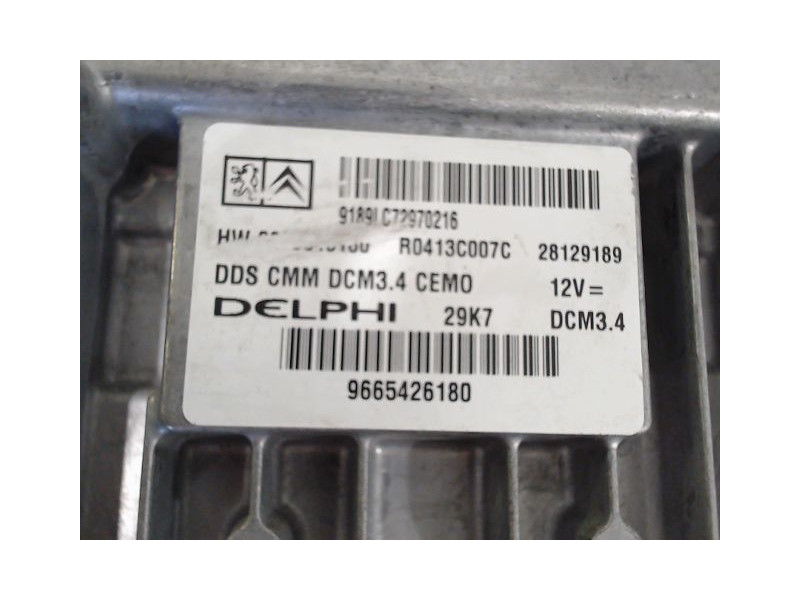 9189LC72970216
HW R0413C007C 28129189
DDS CMM DCM3.4 CEMO 12V=
DELPHI 29K7 DCM3.4
9665426180